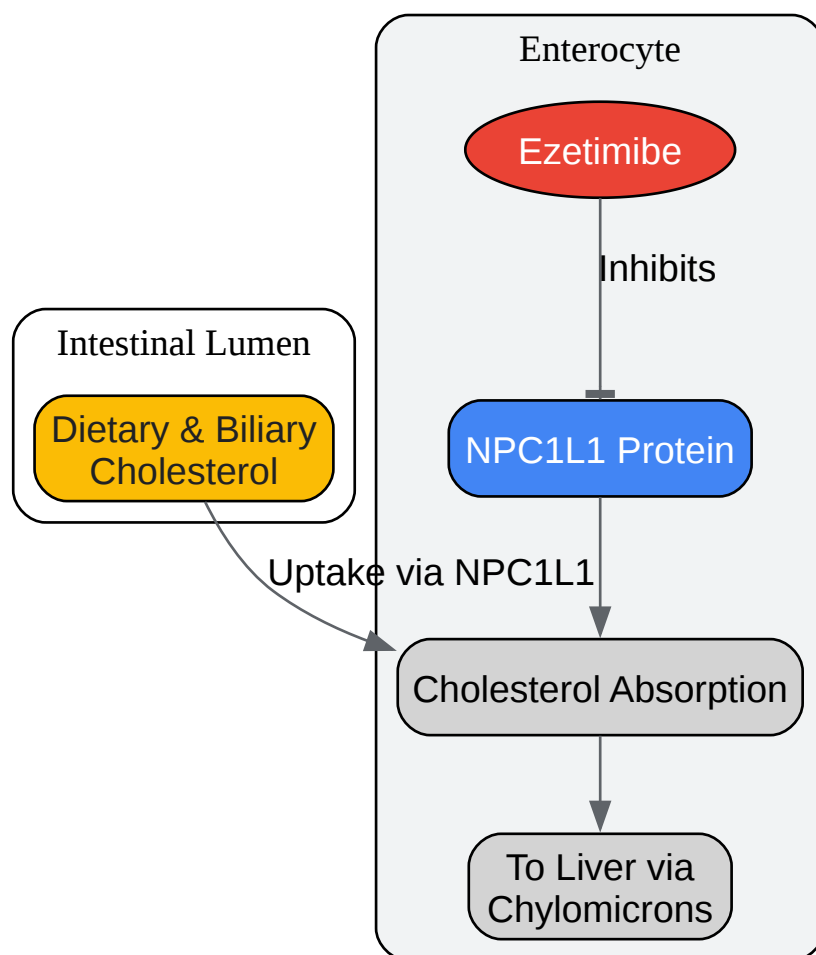 Enterocyte
Ezetimibe
Inhibits
Intestinal Lumen
Dietary & Biliary
Cholesterol
NPC1L1 Protein
Uptake via NPC1L1
Cholesterol Absorption
To Liver via
Chylomicrons